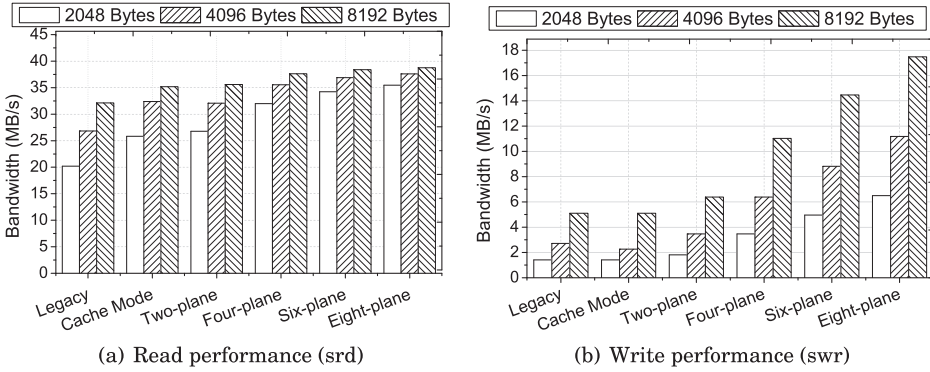 2048 Bytes 4096 Bytes 8192 Bytes
45
40
35
30
25
20
15
10
5
0
Bandwidth (MB/s)
Legacy
Cache Mode
Two-plane
Four-plane
Six-plane
Eight-plane
(a) Read performance (srd)
2048 Bytes 4096 Bytes 8192 Bytes
18
16
14
12
10
8
6
4
2
0
Bandwidth (MB/s)
Legacy
Cache Mode
Two-plane
Four-plane
Six-plane
Eight-plane
(b) Write performance (swr)